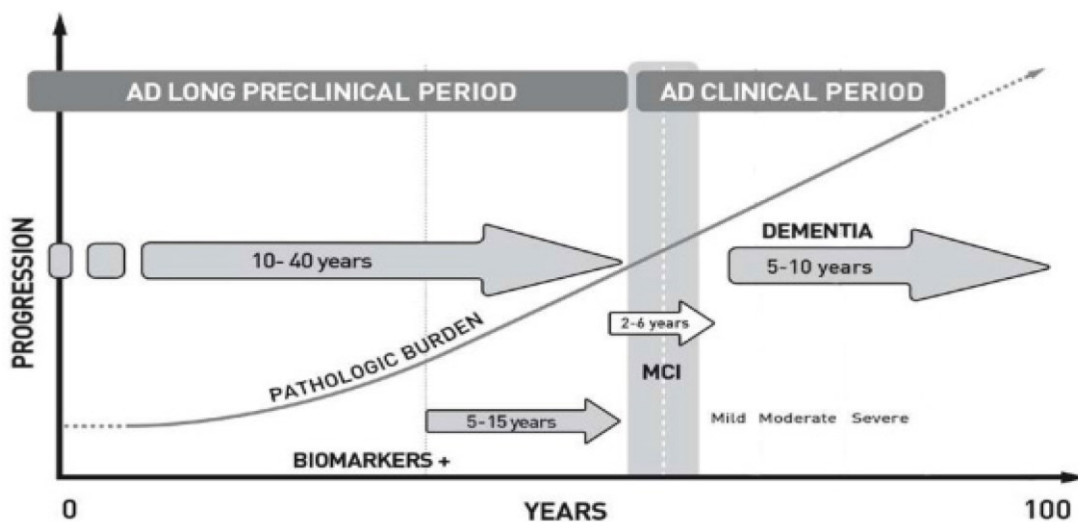 AD LONG PRECLINICAL PERIOD
AD CLINICAL PERIOD
PROGRESSION
10- 40 years
DEMENTIA
5-10 years
PATHOLOGIC BURDEN
2-6 years
MCI
5-15 years
Mild Moderate Severe
BIOMARKERS +
0
YEARS
100